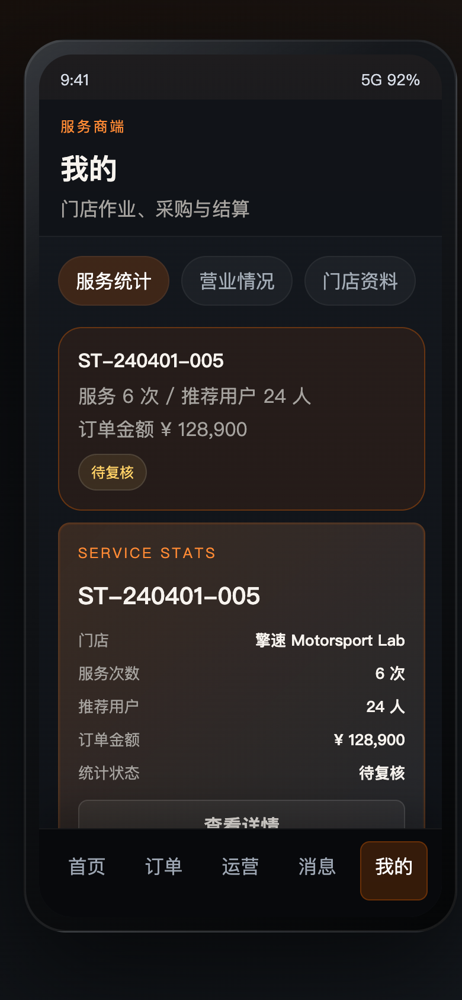 9:41 5G 92%
服务商端
我的
门店作业、采购与结算
服务统计 营业情况 门店资料
ST-240401-005
服务 6 次 / 推荐用户 24 人
订单金额 ¥ 128,900
待复核
SERVICE STATS
ST-240401-005
门店 擎速 Motorsport Lab
服务次数 6 次
推荐用户 24 人
订单金额 ¥ 128,900
统计状态 待复核
查看详情
首页 订单 运营 消息 我的